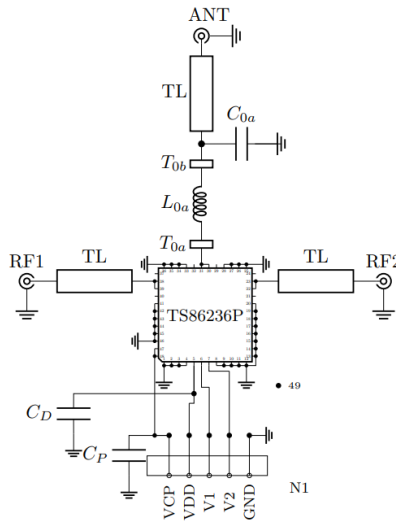 ANT
TL
C0a
T0b
L0a
T0a
RF1
TL
TL
RF2
TS86236P
49
CD
CP
N1
VCP
VDD
V1
V2
GND